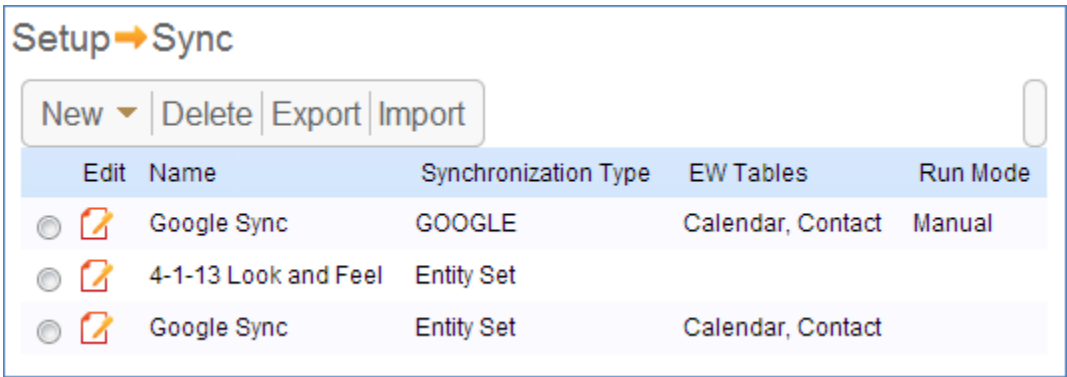 Setup Sync
New Delete Export Import
Edit Name Synchronization Type EW Tables Run Mode
Google Sync GOOGLE Calendar, Contact Manual
4-1-13 Look and Feel Entity Set
Google Sync Entity Set Calendar, Contact